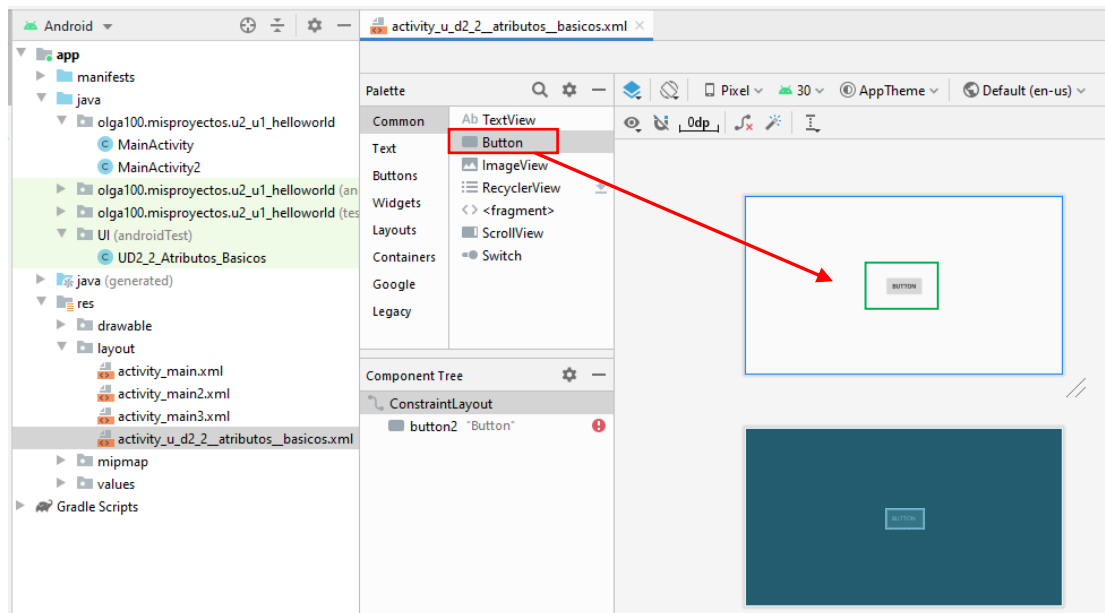 Android
app
manifests
java
olga100.misproyectos.u2_u1_helloworld
MainActivity
MainActivity2
olga100.misproyectos.u2_u1_helloworld (an
olga100.misproyectos.u2_u1_helloworld (tes
UI (androidTest)
UD2_2_Atributos_Basicos
java (generated)
res
drawable
layout
activity_main.xml
activity_main2.xml
activity_main3.xml
activity_u_d2_2__atributos__basicos.xml
mipmap
values
Gradle Scripts
activity_u_d2_2__atributos__basicos.xml
Palette
Common
Text
Buttons
Widgets
Layouts
Containers
Google
Legacy
Ab TextView
Button
ImageView
RecyclerView
<> <fragment>
ScrollView
Switch
Component Tree
ConstraintLayout
button2 "Button"
Pixel 30 AppTheme Default (en-us)
0dp
BUTTON
BUTTON